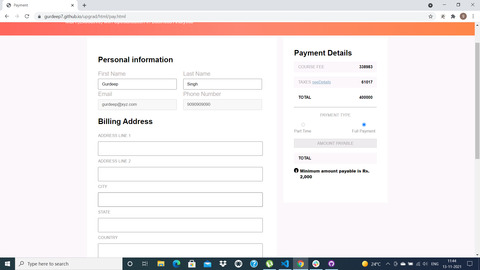 Payment
gurdeep7.github.io/upgrad/html/pay.html
Personal information
First Name
Last Name
Gurdeep
Singh
Email
Phone Number
gurdeep@xyz.com
9090909090
Billing Address
ADDRESS LINE 1
ADDRESS LINE 2
CITY
STATE
COUNTRY
Payment Details
COURSE FEE
338983
TAXES seeDetails
61017
TOTAL
400000
PAYMENT TYPE
Part Time
Full Payment
AMOUNT PAYABLE
TOTAL
Minimum amount payable is Rs.
2,000
Type here to search
24°C
ENG
11:44
13-11-2021